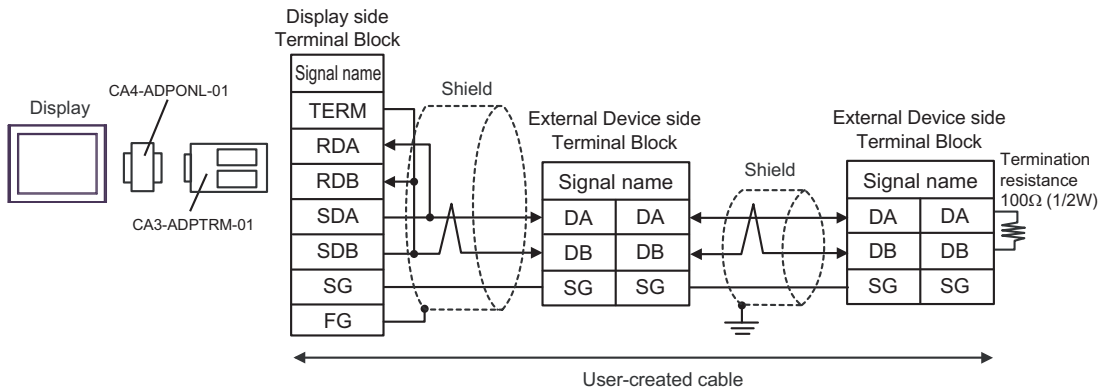 Display side
Terminal Block
Signal name
TERM
RDA
RDB
SDA
SDB
SG
FG
Display
CA4-ADPONL-01
CA3-ADPTRM-01
Shield
External Device side
Terminal Block
Signal name
DA DA
DB DB
SG SG
Shield
External Device side
Terminal Block
Signal name
DA DA
DB DB
SG SG
Termination
resistance
100Ω (1/2W)
User-created cable